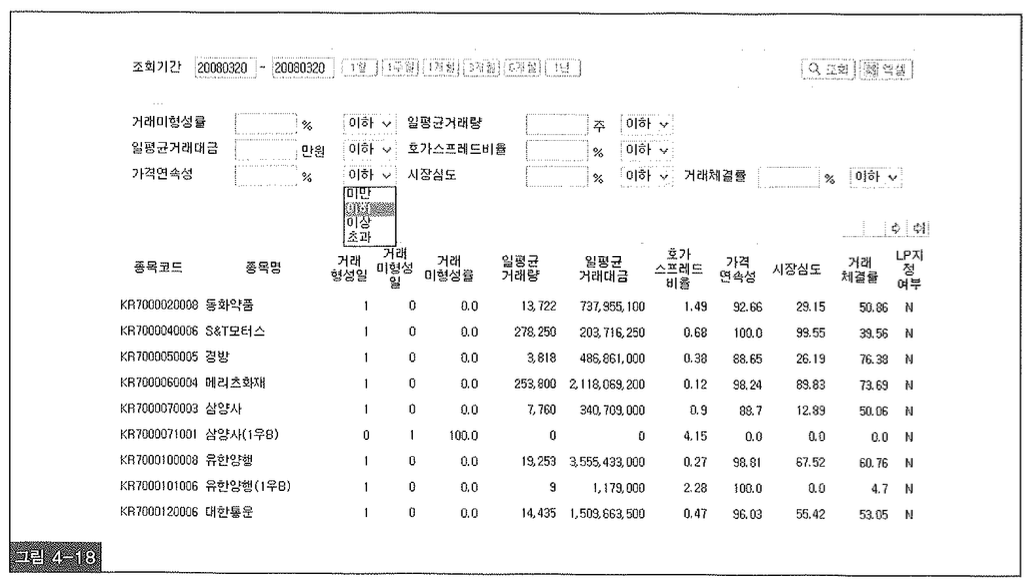 조회기간 20080320 - 20080320 1일 1주일 1개월 3개월 6개월 1년 조회 엑셀
거래미형성률 % 이하 일평균거래량 주 이하
일평균거래대금 만원 이하 호가스프레드비율 % 이하
가격연속성 % 이하 시장심도 % 이하 거래체결률 % 이하
미만
이하
이상
초과
종목코드 종목명 거래형성일 거래미형성일 거래미형성률 일평균거래량 일평균거래대금 호가스프레드비율 가격연속성 시장심도 거래체결률 LP지정여부
KR7000020008 동화약품 1 0 0.0 13,722 737,955,100 1.49 92.66 29.15 50.86 N
KR7000040006 S&T모터스 1 0 0.0 278,250 203,716,250 0.68 100.0 99.55 39.56 N
KR7000050005 경방 1 0 0.0 3,818 486,861,000 0.38 88.65 26.19 76.38 N
KR7000060004 메리츠화재 1 0 0.0 253,800 2,118,069,200 0.12 98.24 89.83 73.69 N
KR7000070003 삼양사 1 0 0.0 7,760 340,709,000 0.9 88.7 12.89 50.06 N
KR7000071001 삼양사(1우B) 0 1 100.0 0 0 4.15 0.0 0.0 0.0 N
KR7000100008 유한양행 1 0 0.0 19,253 3,555,433,000 0.27 98.81 67.52 60.76 N
KR7000101006 유한양행(1우B) 1 0 0.0 9 1,179,000 2.28 100.0 0.0 4.7 N
KR7000120006 대한통운 1 0 0.0 14,435 1,509,663,500 0.47 96.03 55.42 53.05 N
그림 4-18